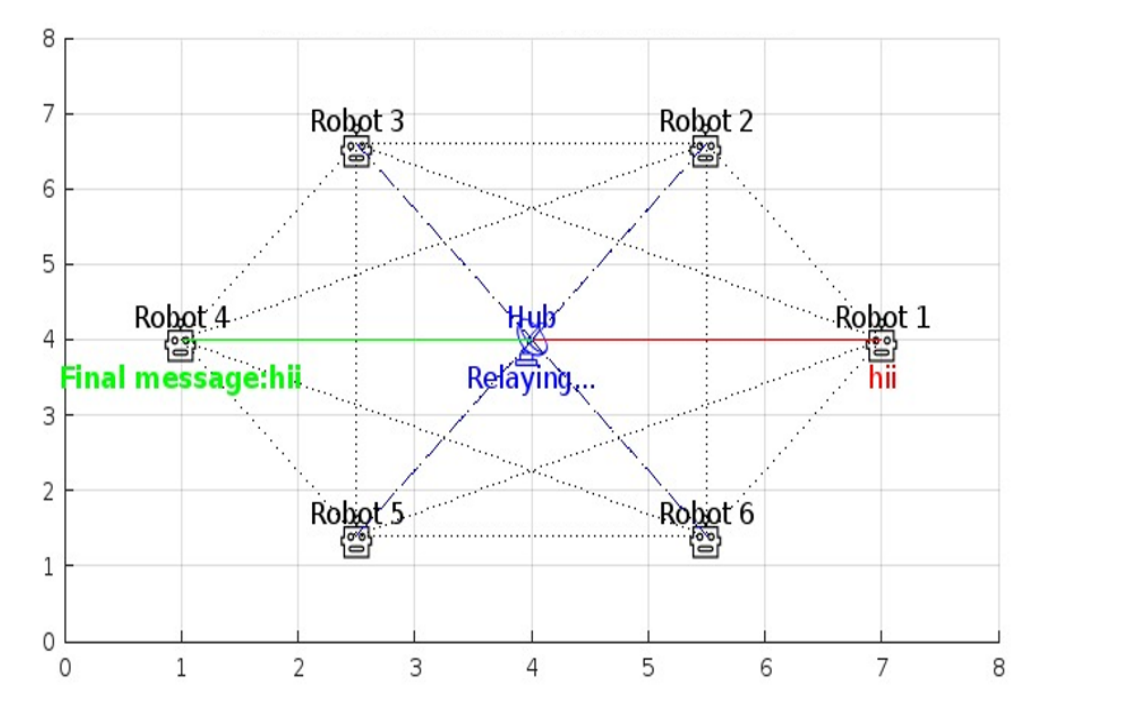 8
7
6
5
4
3
2
1
0
Robot 3
Robot 2
Robot 4
Hub
Robot 1
Final message:hii
Relaying...
hii
Robot 5
Robot 6
0 1 2 3 4 5 6 7 8